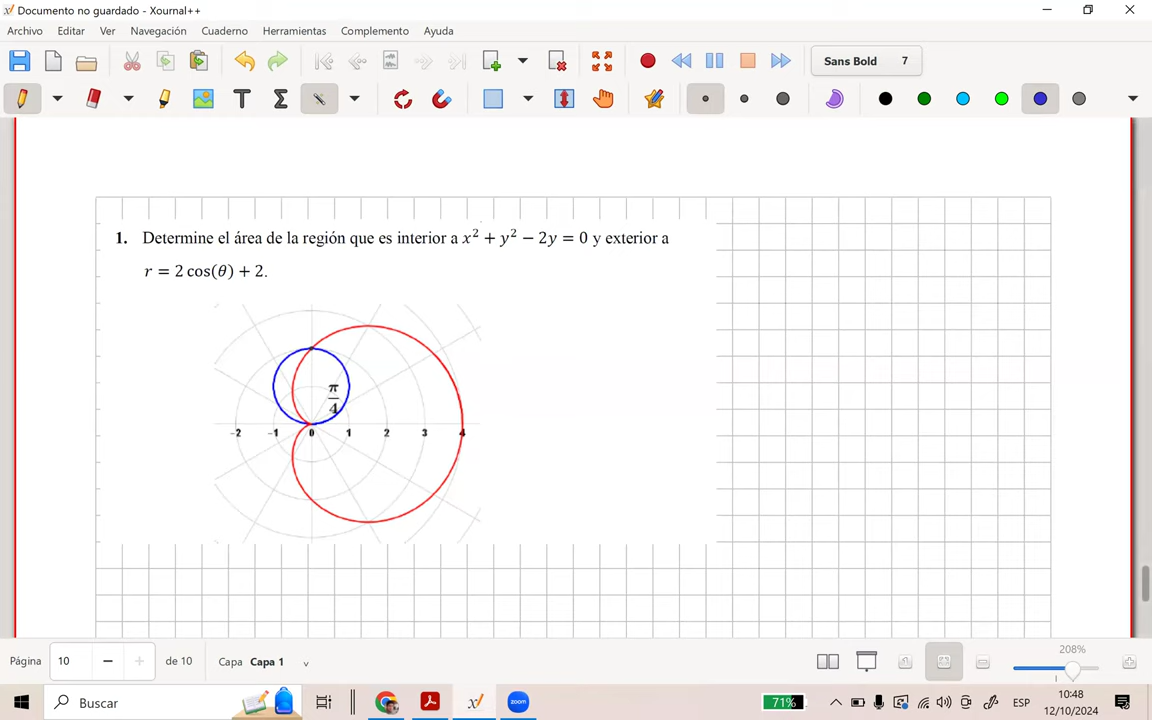 Documento no guardado - Xournal++
Archivo Editar Ver Navegación Cuaderno Herramientas Complemento Ayuda
Sans Bold 7
1. Determine el área de la región que es interior a x² + y² − 2y = 0 y exterior a
r = 2 cos(θ) + 2.
π
4
-2 -1 0 1 2 3 4
Página 10 de 10 Capa Capa 1 208%
Buscar 71% ESP 10:48
12/10/2024
zoom